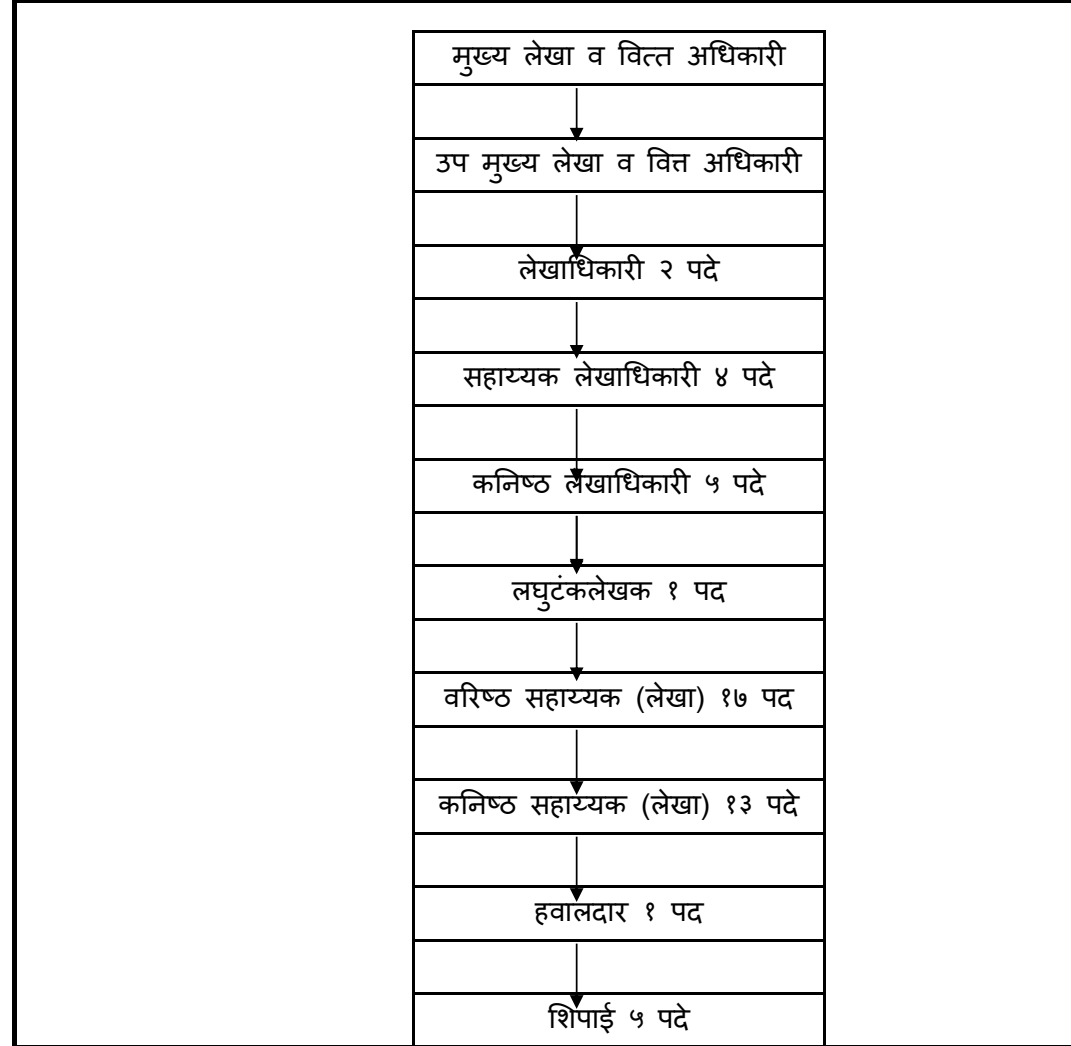 मुख्य लेखा व वित्त अधिकारी
उप मुख्य लेखा व वित्त अधिकारी
लेखाधिकारी २ पदे
सहाय्यक लेखाधिकारी ४ पदे
कनिष्ठ लेखाधिकारी ५ पदे
लघुटंकलेखक १ पद
वरिष्ठ सहाय्यक (लेखा) १७ पद
कनिष्ठ सहाय्यक (लेखा) १३ पदे
हवालदार १ पद
शिपाई ५ पदे